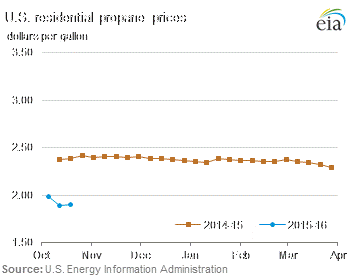 U.S. residential propane prices
dollars per gallon
eia
3.50
3.00
2.50
2.00
1.50
Oct Nov Dec Jan Feb Mar Apr
2014-15 2015-16
Source: U.S. Energy Information Administration